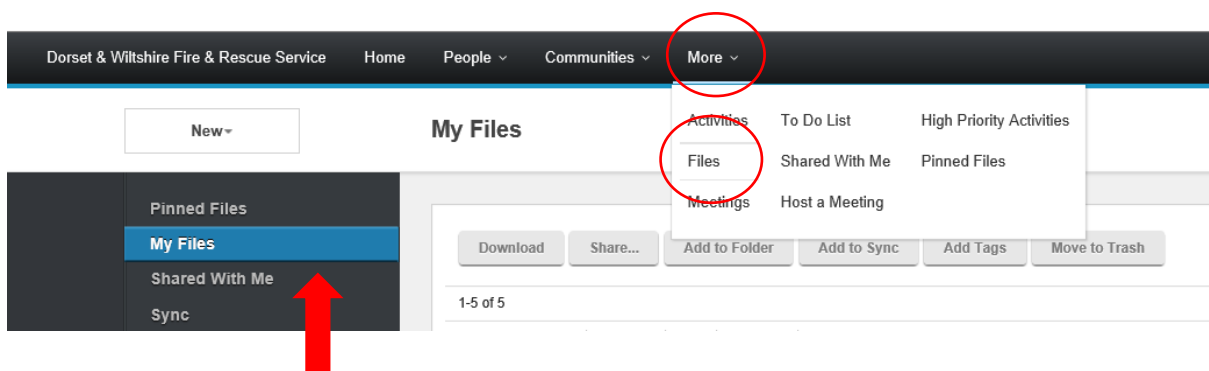 Dorset & Wiltshire Fire & Rescue Service Home People Communities More
New My Files
Activities To Do List High Priority Activities
Files Shared With Me Pinned Files
Meetings Host a Meeting
Pinned Files
My Files
Shared With Me
Sync
Download Share... Add to Folder Add to Sync Add Tags Move to Trash
1-5 of 5